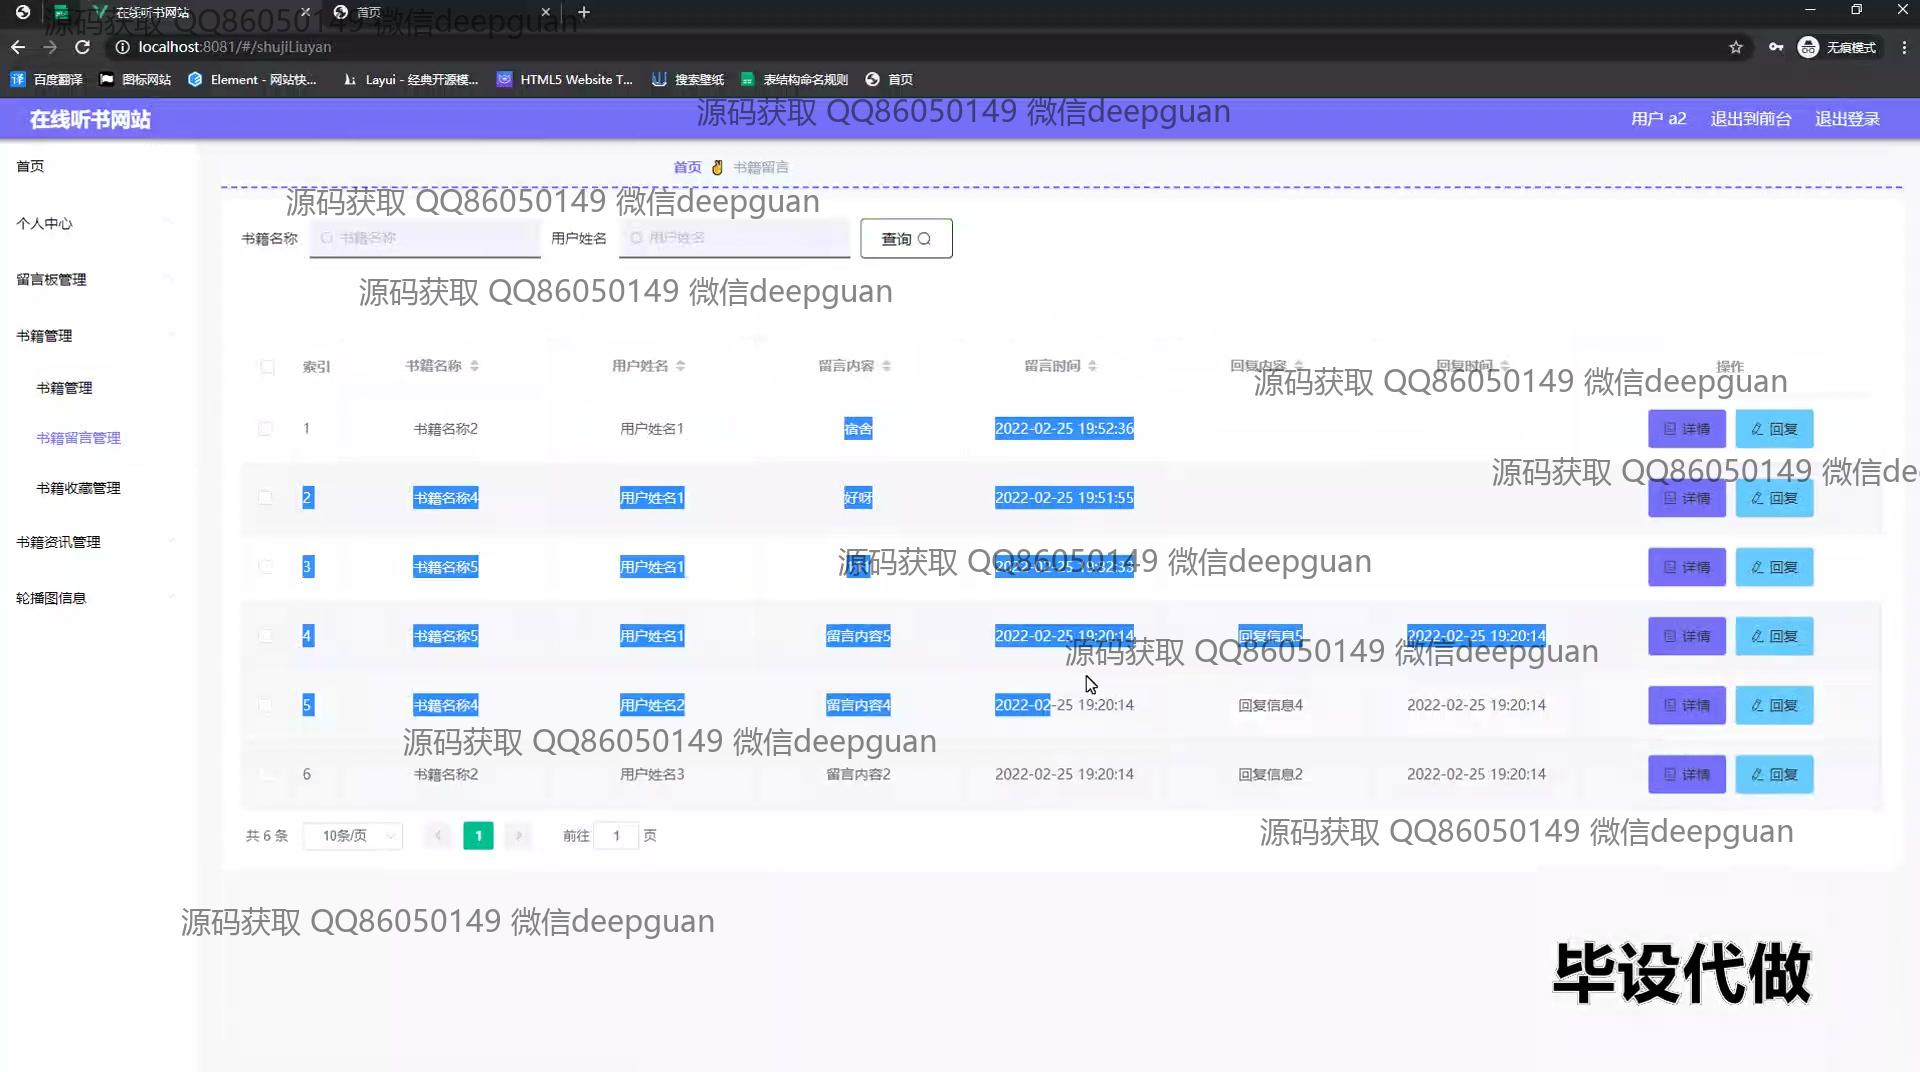 在线听书网站
首页
localhost:8081/#/shujiLiuyan
无痕模式
百度翻译
图标网站
Element - 网站快...
Layui - 经典开源模...
HTML5 Website T...
搜索壁纸
表结构命名规则
首页
源码获取 QQ86050149 微信deepguan
在线听书网站
源码获取 QQ86050149 微信deepguan
用户 a2
退出到前台
退出登录
首页
个人中心
留言板管理
书籍管理
书籍管理
书籍留言管理
书籍收藏管理
书籍资讯管理
轮播图信息
首页 书籍留言
源码获取 QQ86050149 微信deepguan
书籍名称 书籍名称 用户姓名 用户姓名 查询
源码获取 QQ86050149 微信deepguan
索引 书籍名称 用户姓名 留言内容 留言时间 回复内容 回复时间 操作
源码获取 QQ86050149 微信deepguan
1 书籍名称2 用户姓名1 宿舍 2022-02-25 19:52:36 详情 回复
源码获取 QQ86050149 微信de
2 书籍名称4 用户姓名1 好呀 2022-02-25 19:51:55 详情 回复
3 书籍名称5 用户姓名1 详情 回复
源码获取 QQ86050149 微信deepguan
4 书籍名称5 用户姓名1 留言内容5 2022-02-25 19:20:14 回复信息5 2022-02-25 19:20:14 详情 回复
源码获取 QQ86050149 微信deepguan
5 书籍名称4 用户姓名2 留言内容4 2022-02-25 19:20:14 回复信息4 2022-02-25 19:20:14 详情 回复
源码获取 QQ86050149 微信deepguan
6 书籍名称2 用户姓名3 留言内容2 2022-02-25 19:20:14 回复信息2 2022-02-25 19:20:14 详情 回复
共 6 条 10条/页 1 前往 1 页
源码获取 QQ86050149 微信deepguan
源码获取 QQ86050149 微信deepguan
毕设代做